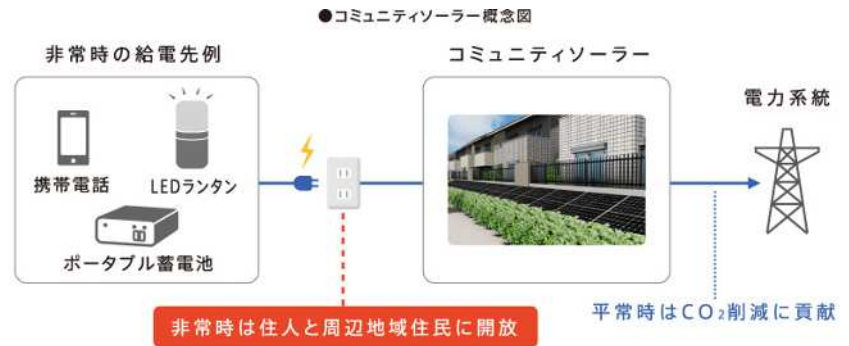 ●コミュニティソーラー概念図
非常時の給電先例
コミュニティソーラー
電力系統
携帯電話
LEDランタン
ポータブル蓄電池
非常時は住人と周辺地域住民に開放
平常時はCO₂削減に貢献